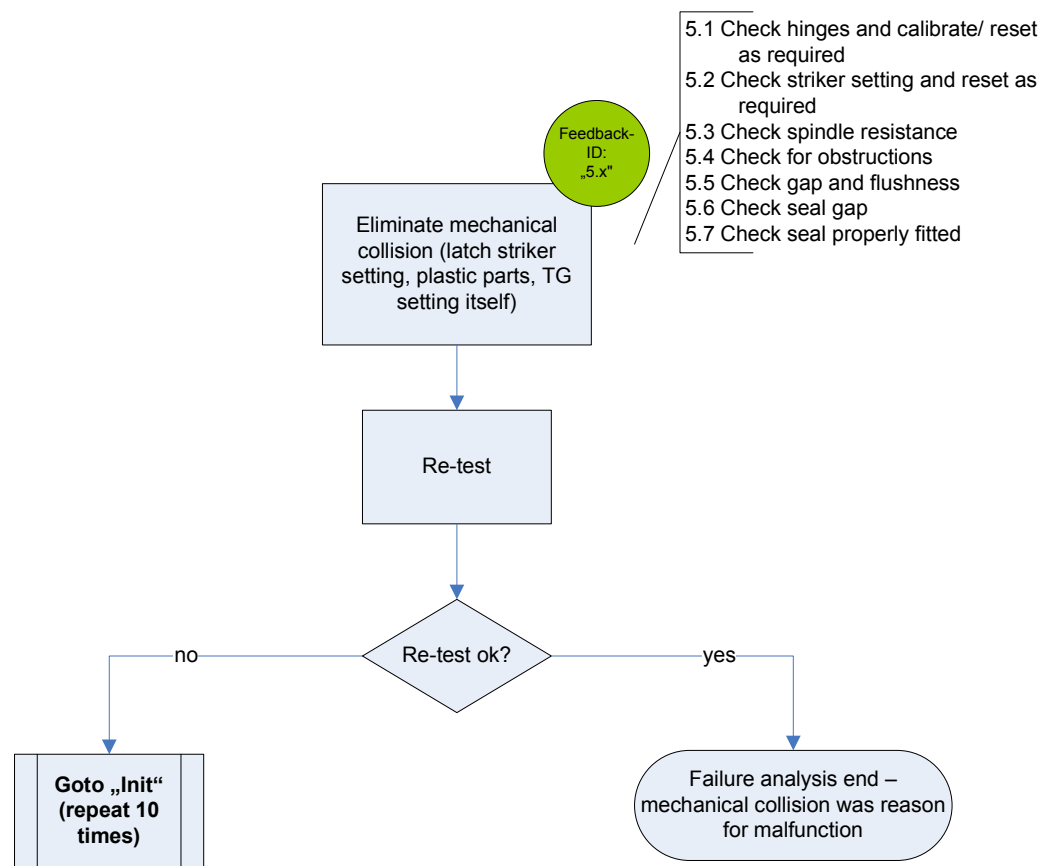 5.1 Check hinges and calibrate/ reset
as required
5.2 Check striker setting and reset as
required
5.3 Check spindle resistance
5.4 Check for obstructions
5.5 Check gap and flushness
5.6 Check seal gap
5.7 Check seal properly fitted
Feedback-
ID:
„5.x"
Eliminate mechanical
collision (latch striker
setting, plastic parts, TG
setting itself)
Re-test
Re-test ok?
no
yes
Goto „Init“
(repeat 10
times)
Failure analysis end –
mechanical collision was reason
for malfunction